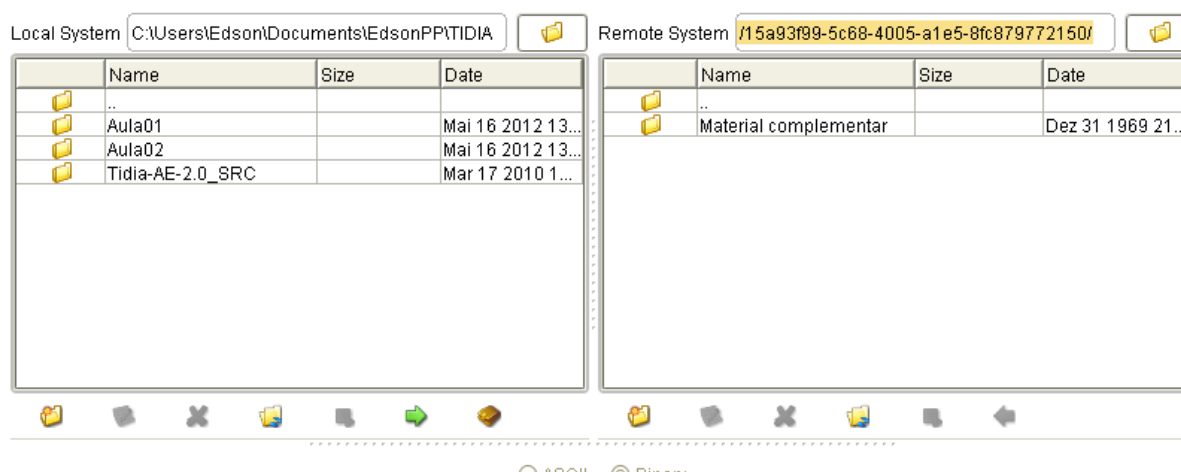 Local System C:\Users\Edson\Documents\EdsonPP\TIDIA Remote System /15a93f99-5c68-4005-a1e5-8fc879772150/
Name Size Date Name Size Date
.. ..
Aula01 Mai 16 2012 13... Material complementar Dez 31 1969 21...
Aula02 Mai 16 2012 13...
Tidia-AE-2.0_SRC Mar 17 2010 1...
ASCII Binary